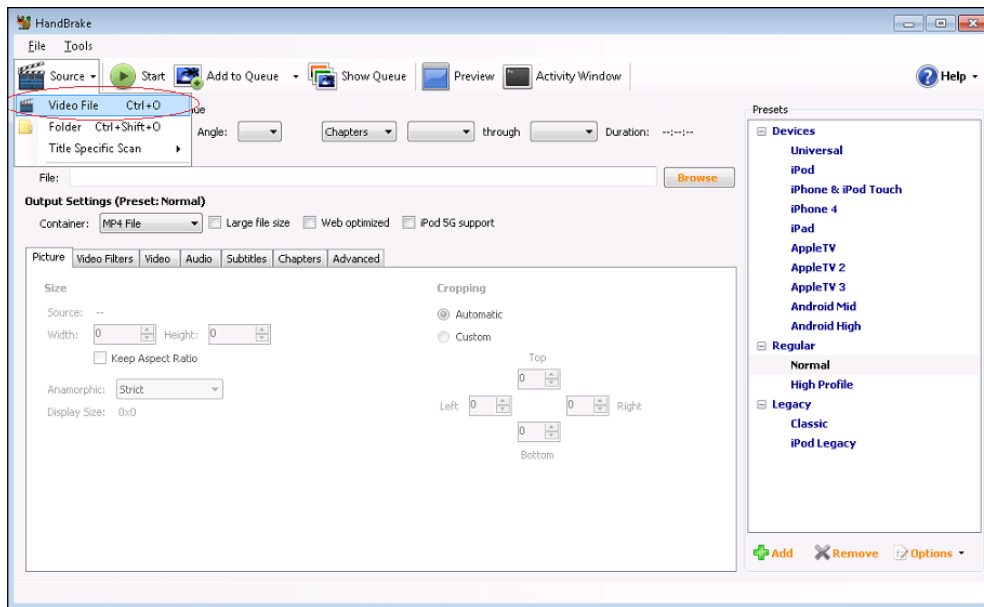 HandBrake
File Tools
Source Start Add to Queue Show Queue Preview Activity Window Help
Video File Ctrl+O
Folder Ctrl+Shift+O
Title Specific Scan
Angle: Chapters through Duration: --:--:--
File: Browse
Output Settings (Preset: Normal)
Container: MP4 File Large file size Web optimized iPod 5G support
Picture Video Filters Video Audio Subtitles Chapters Advanced
Size
Source: --
Width: 0 Height: 0
Keep Aspect Ratio
Anamorphic: Strict
Display Size: 0x0
Cropping
Automatic
Custom
Top
0
Left 0 0 Right
0
Bottom
Presets
Devices
Universal
iPod
iPhone & iPod Touch
iPhone 4
iPad
AppleTV
AppleTV 2
AppleTV 3
Android Mid
Android High
Regular
Normal
High Profile
Legacy
Classic
iPod Legacy
Add Remove Options